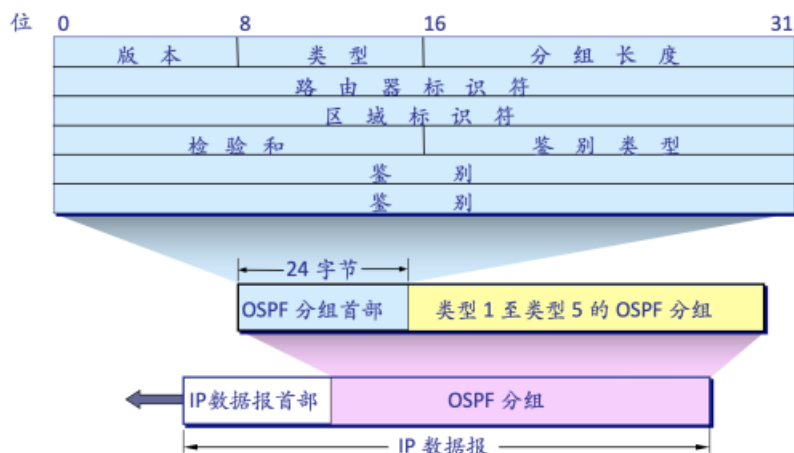 位 0 8 16 31
版 本 类 型 分 组 长 度
路 由 器 标 识 符
区 域 标 识 符
检 验 和 鉴 别 类 型
鉴 别
鉴 别
24 字节
OSPF 分组首部 类型 1 至类型 5 的 OSPF 分组
IP数据报首部 OSPF 分组
IP 数据报